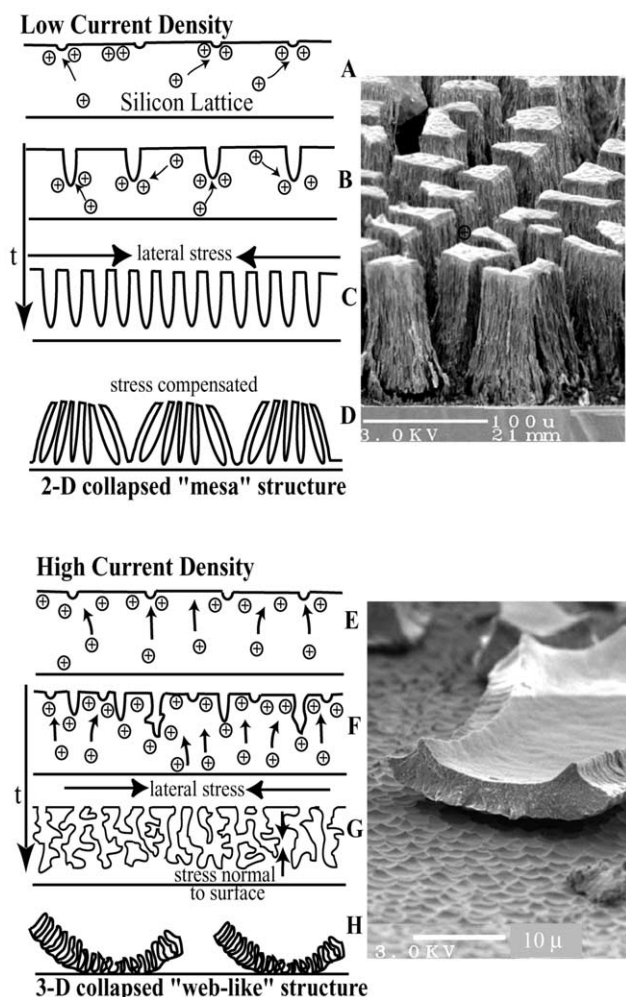 Low Current Density
A
Silicon Lattice
B
t
lateral stress
C
stress compensated
D
2-D collapsed "mesa" structure
100u
3.0KV 21mm
High Current Density
E
F
t
lateral stress
G
stress normal
to surface
H
3-D collapsed "web-like" structure
3.0KV 10 μ